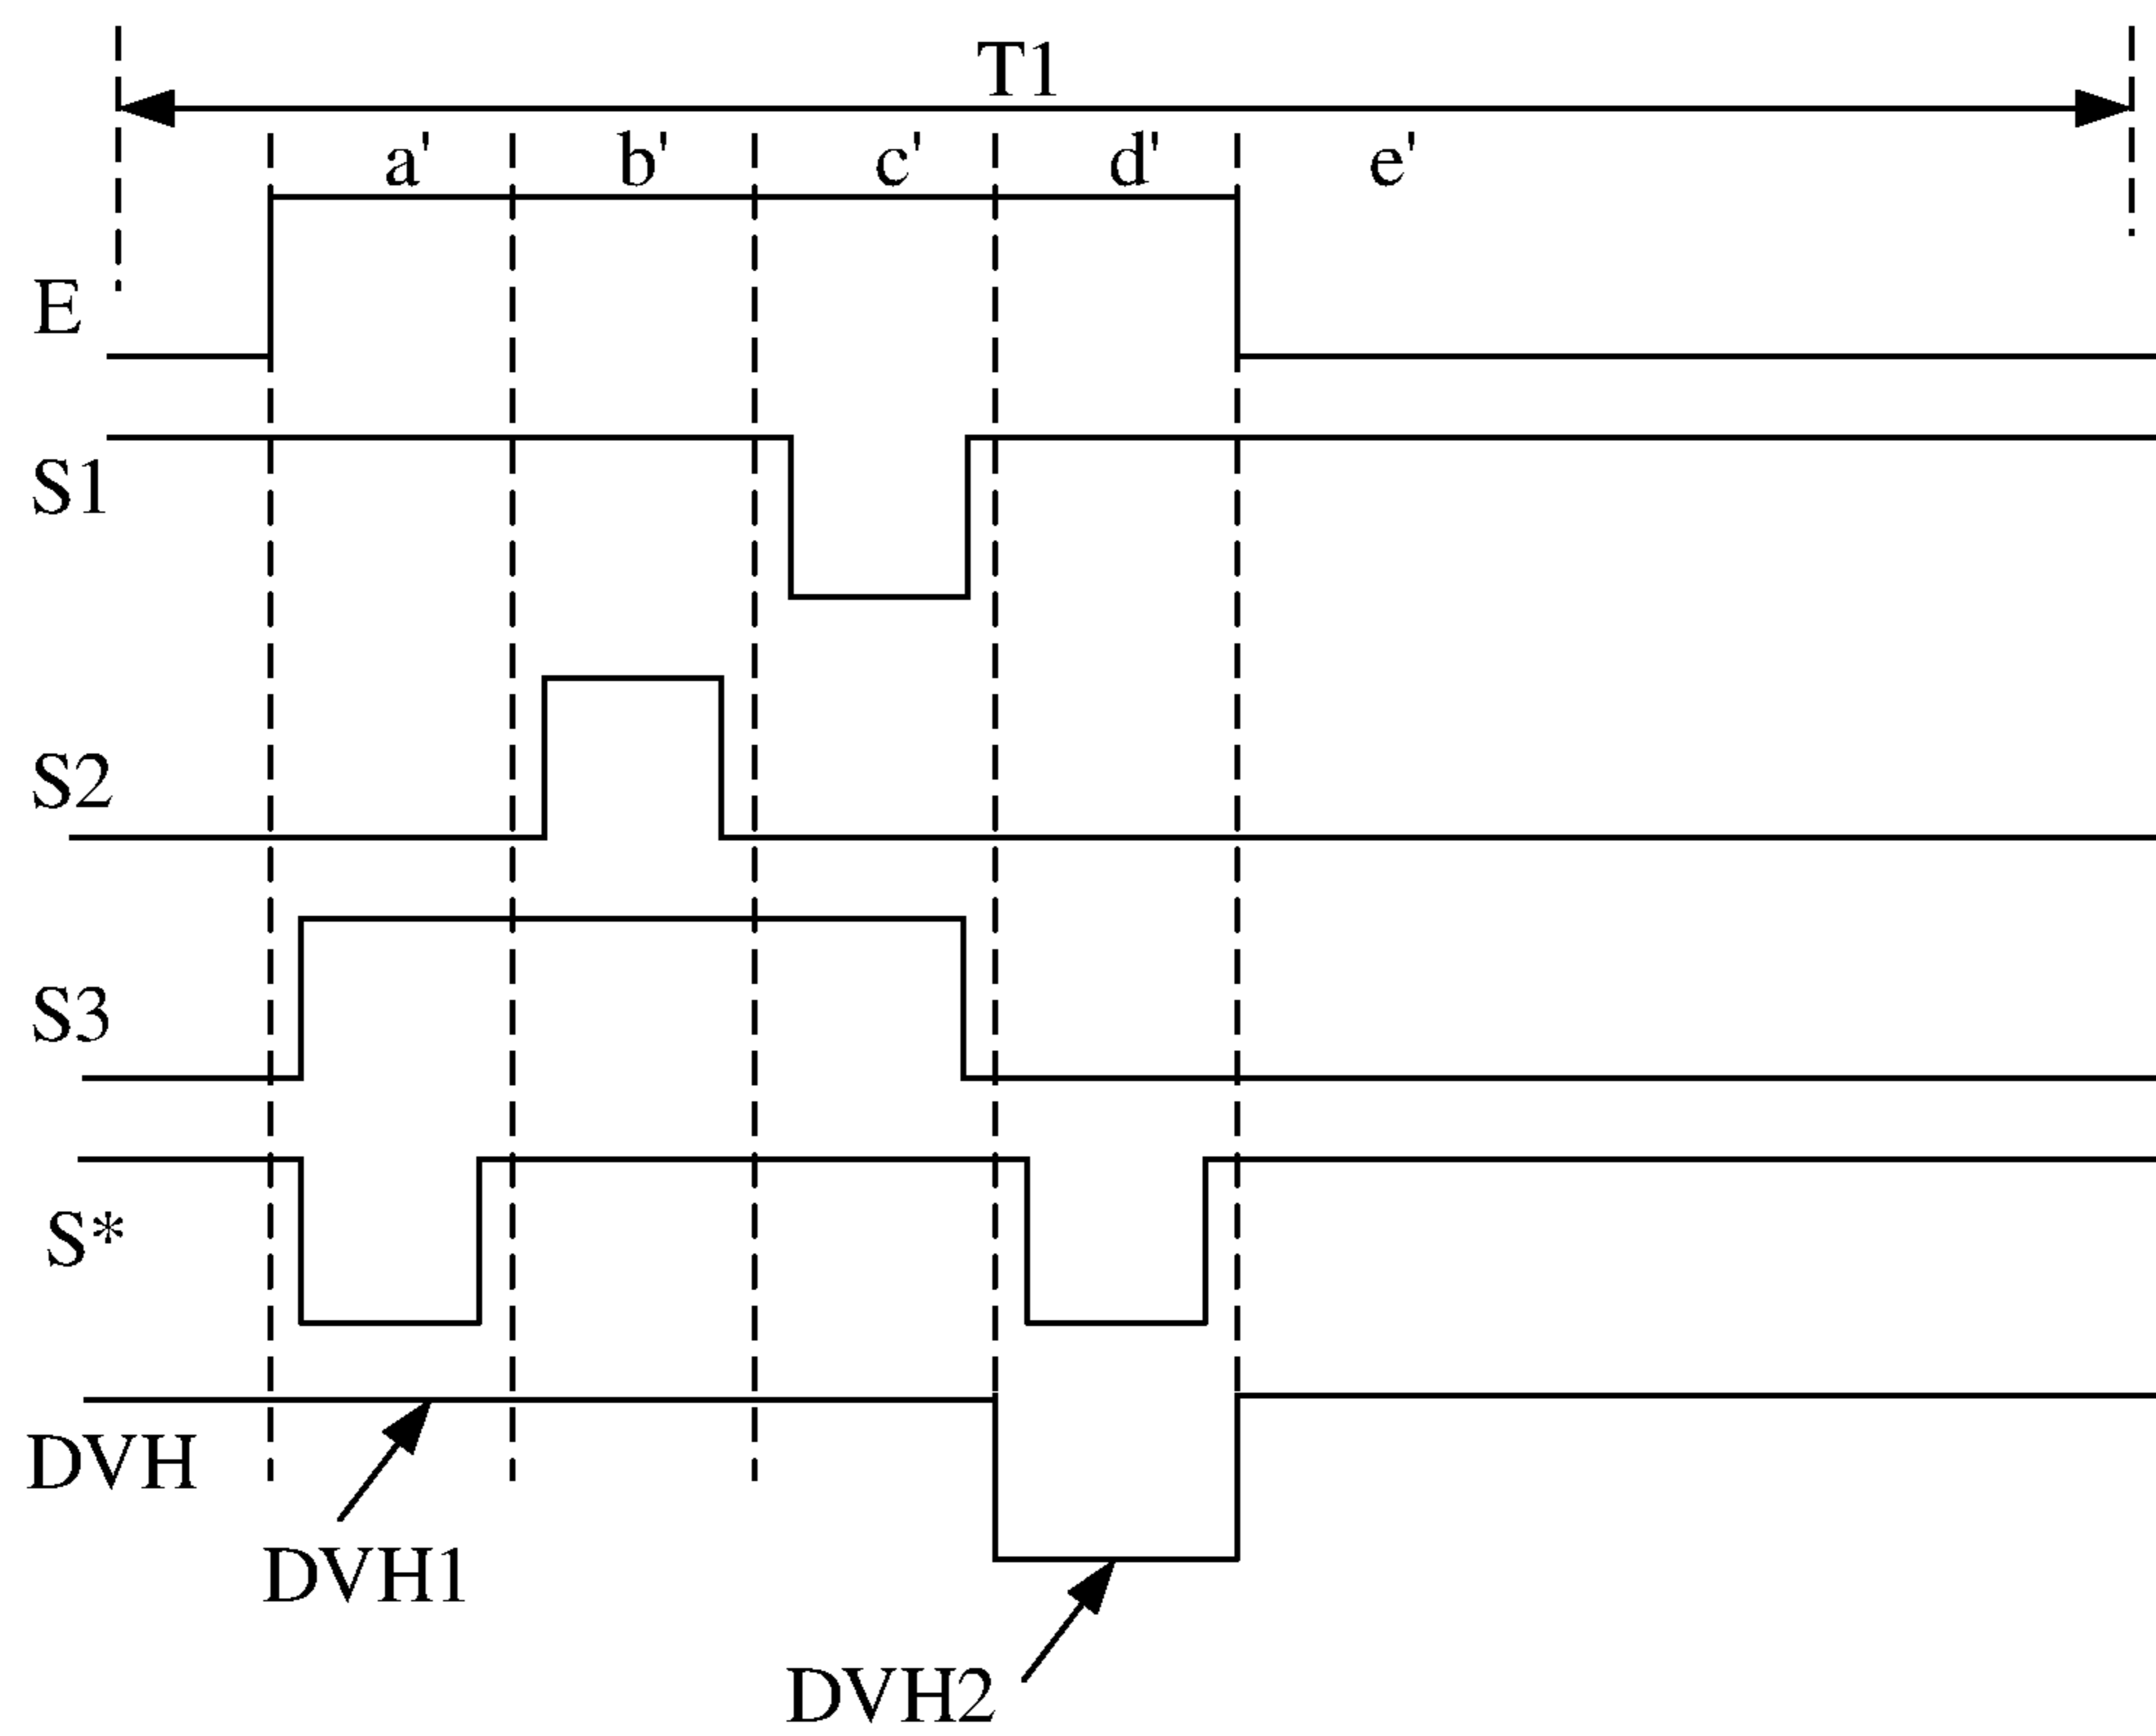 T1
a' b' c' d' e'
E
S1
S2
S3
S*
DVH
DVH1
DVH2